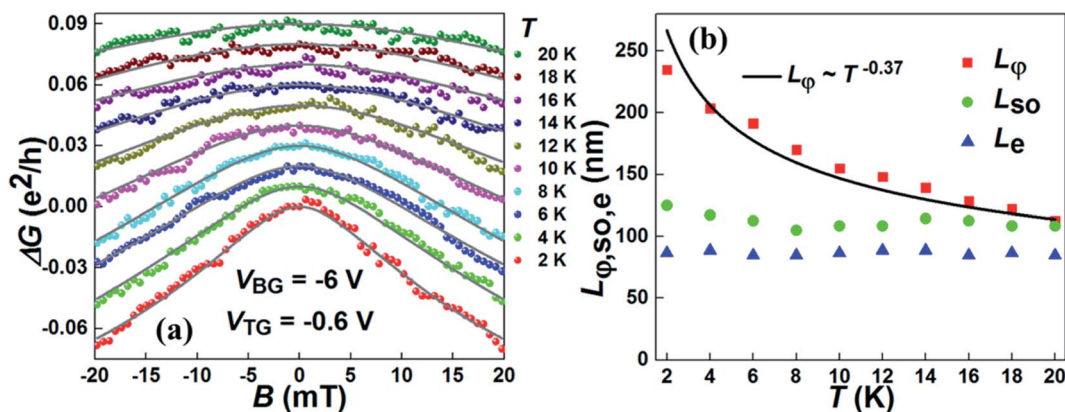 ΔG (e²/h)
0.09
0.06
0.03
0.00
-0.03
-0.06
-20 -15 -10 -5 0 5 10 15 20
B (mT)
(a)
V_BG = -6 V
V_TG = -0.6 V
T
20 K
18 K
16 K
14 K
12 K
10 K
8 K
6 K
4 K
2 K
(b)
L_φ,so,e (nm)
250
200
150
100
50
0
2 4 6 8 10 12 14 16 18 20
T (K)
L_φ ~ T^-0.37
L_φ
L_so
L_e